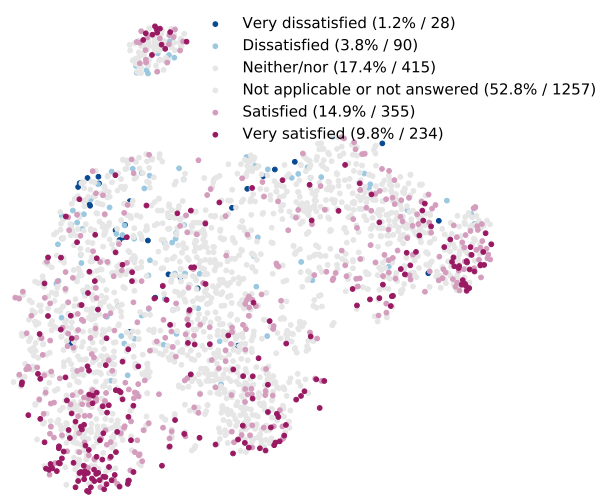 Very dissatisfied (1.2% / 28)
Dissatisfied (3.8% / 90)
Neither/nor (17.4% / 415)
Not applicable or not answered (52.8% / 1257)
Satisfied (14.9% / 355)
Very satisfied (9.8% / 234)